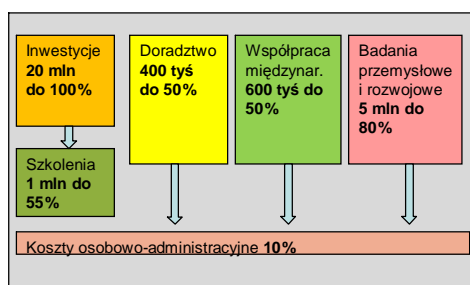 Inwestycje
20 mln
do 100%
Doradztwo
400 tyś
do 50%
Współpraca
międzynar.
600 tyś do
50%
Badania
przemysłowe
i rozwojowe
5 mln do
80%
Szkolenia
1 mln do
55%
Koszty osobowo-administracyjne 10%